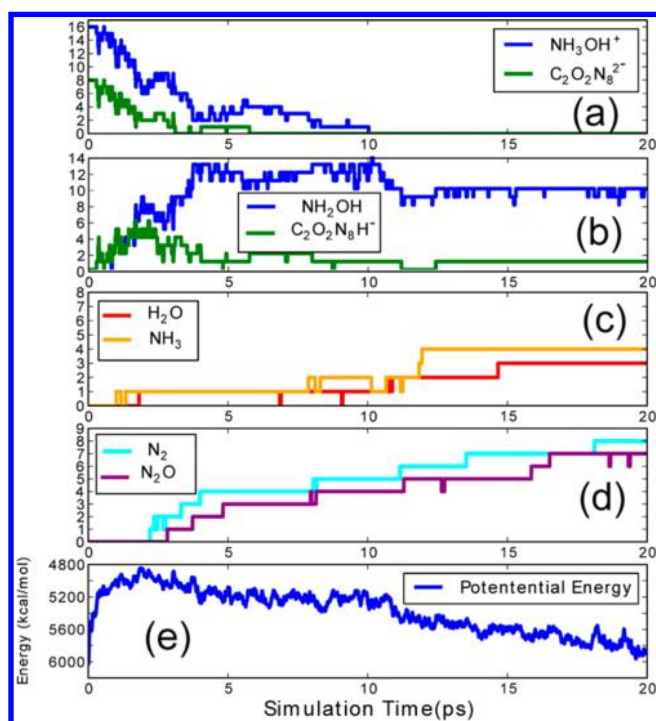 16
14
12
10
8
6
4
2
0
NH₃OH⁺
C₂O₂N₈²⁻
(a)
0 5 10 15 20
14
12
10
8
6
4
2
0
NH₂OH
C₂O₂N₈H⁻
(b)
0 5 10 15 20
8
7
6
5
4
3
2
1
0
H₂O
NH₃
(c)
0 5 10 15 20
9
8
7
6
5
4
3
2
1
0
N₂
N₂O
(d)
0 5 10 15 20
Energy (kcal/mol)
4800
5200
5600
6000
Potentential Energy
(e)
0 5 10 15 20
Simulation Time(ps)